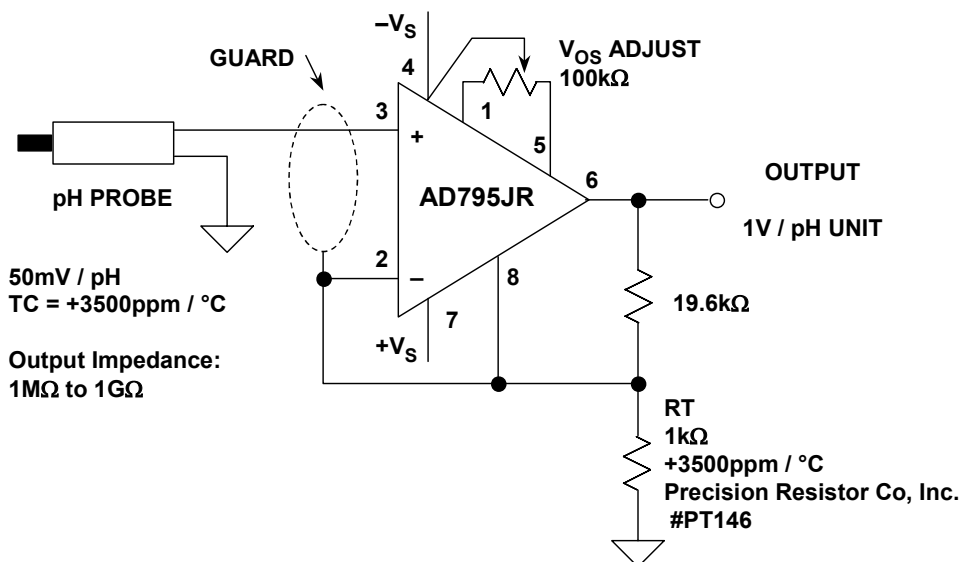 –VS
4
GUARD
VOS ADJUST
100kΩ
3
1
+
5
6
OUTPUT
pH PROBE
AD795JR
1V / pH UNIT
2
–
8
50mV / pH
TC = +3500ppm / °C
7
19.6kΩ
+VS
Output Impedance:
1MΩ to 1GΩ
RT
1kΩ
+3500ppm / °C
Precision Resistor Co, Inc.
#PT146